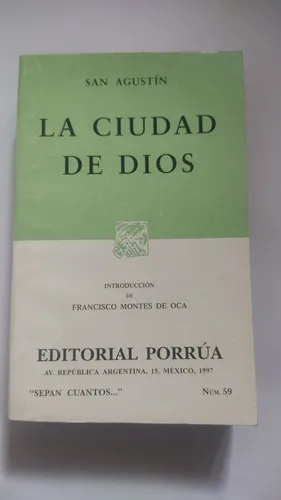 SAN AGUSTÍN
LA CIUDAD
DE DIOS
INTRODUCCIÓN
DE
FRANCISCO MONTES DE OCA
EDITORIAL PORRÚA
AV. REPÚBLICA ARGENTINA, 15. MÉXICO, 1997
"SEPAN CUANTOS..." NÚM. 59